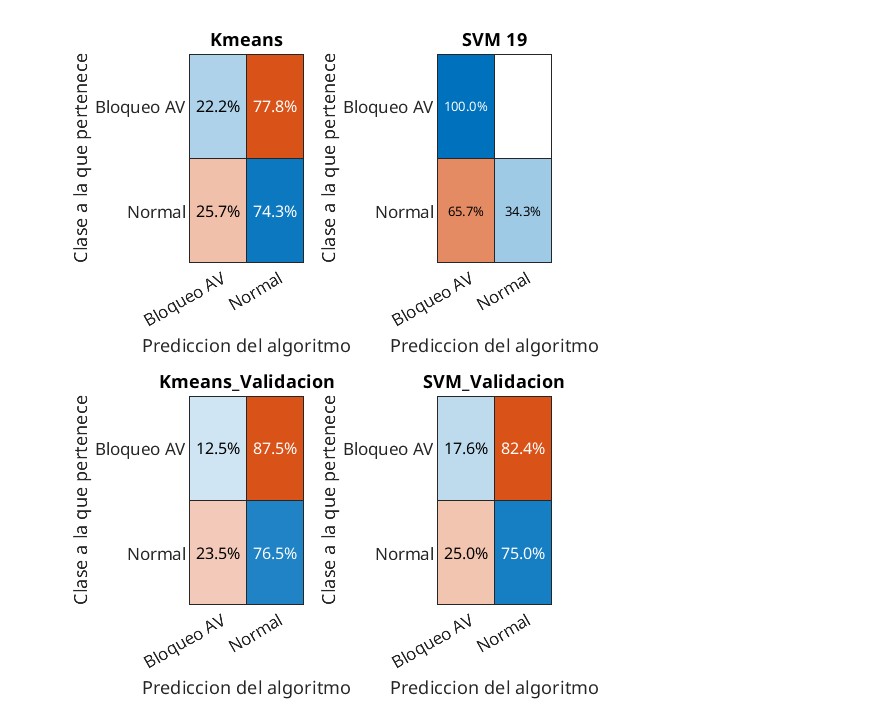 Kmeans
Clase a la que pertenece
Bloqueo AV
22.2% 77.8%
Normal
25.7% 74.3%
Bloqueo AV
Normal
Prediccion del algoritmo
SVM 19
Clase a la que pertenece
Bloqueo AV
100.0%
Normal
65.7% 34.3%
Bloqueo AV
Normal
Prediccion del algoritmo
Kmeans_Validacion
Clase a la que pertenece
Bloqueo AV
12.5% 87.5%
Normal
23.5% 76.5%
Bloqueo AV
Normal
Prediccion del algoritmo
SVM_Validacion
Clase a la que pertenece
Bloqueo AV
17.6% 82.4%
Normal
25.0% 75.0%
Bloqueo AV
Normal
Prediccion del algoritmo